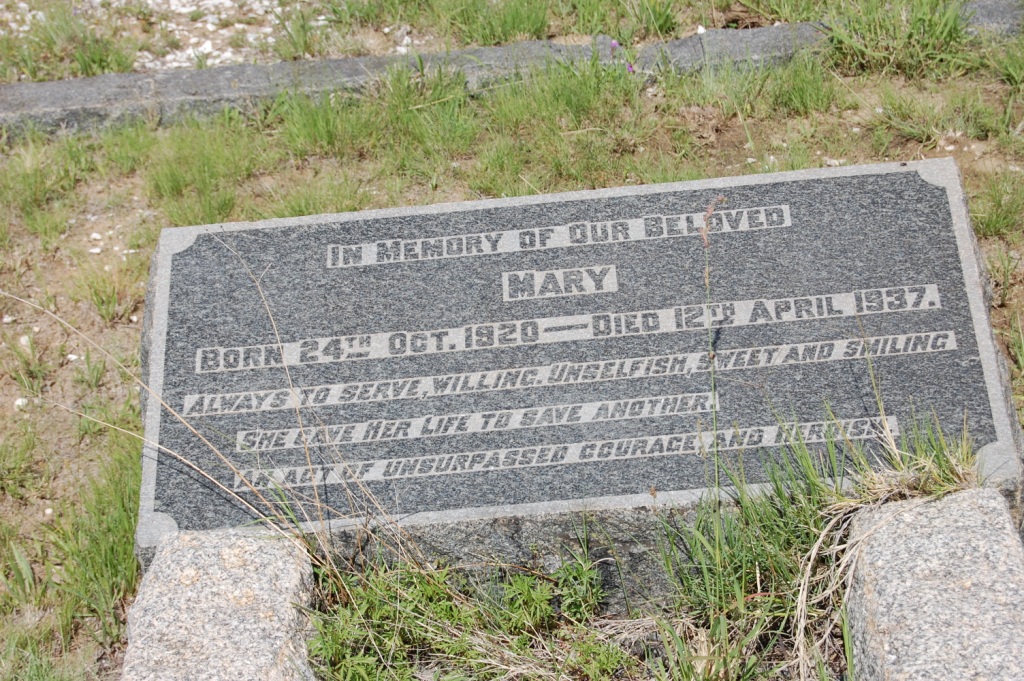 IN MEMORY OF OUR BELOVED
MARY
BORN 24TH OCT. 1920 — DIED 12TH APRIL 1937.
ALWAYS TO SERVE, WILLING, UNSELFISH, SWEET AND SMILING
SHE GAVE HER LIFE TO SAVE ANOTHER.
AN ACT OF UNSURPASSED COURAGE AND HEROISM